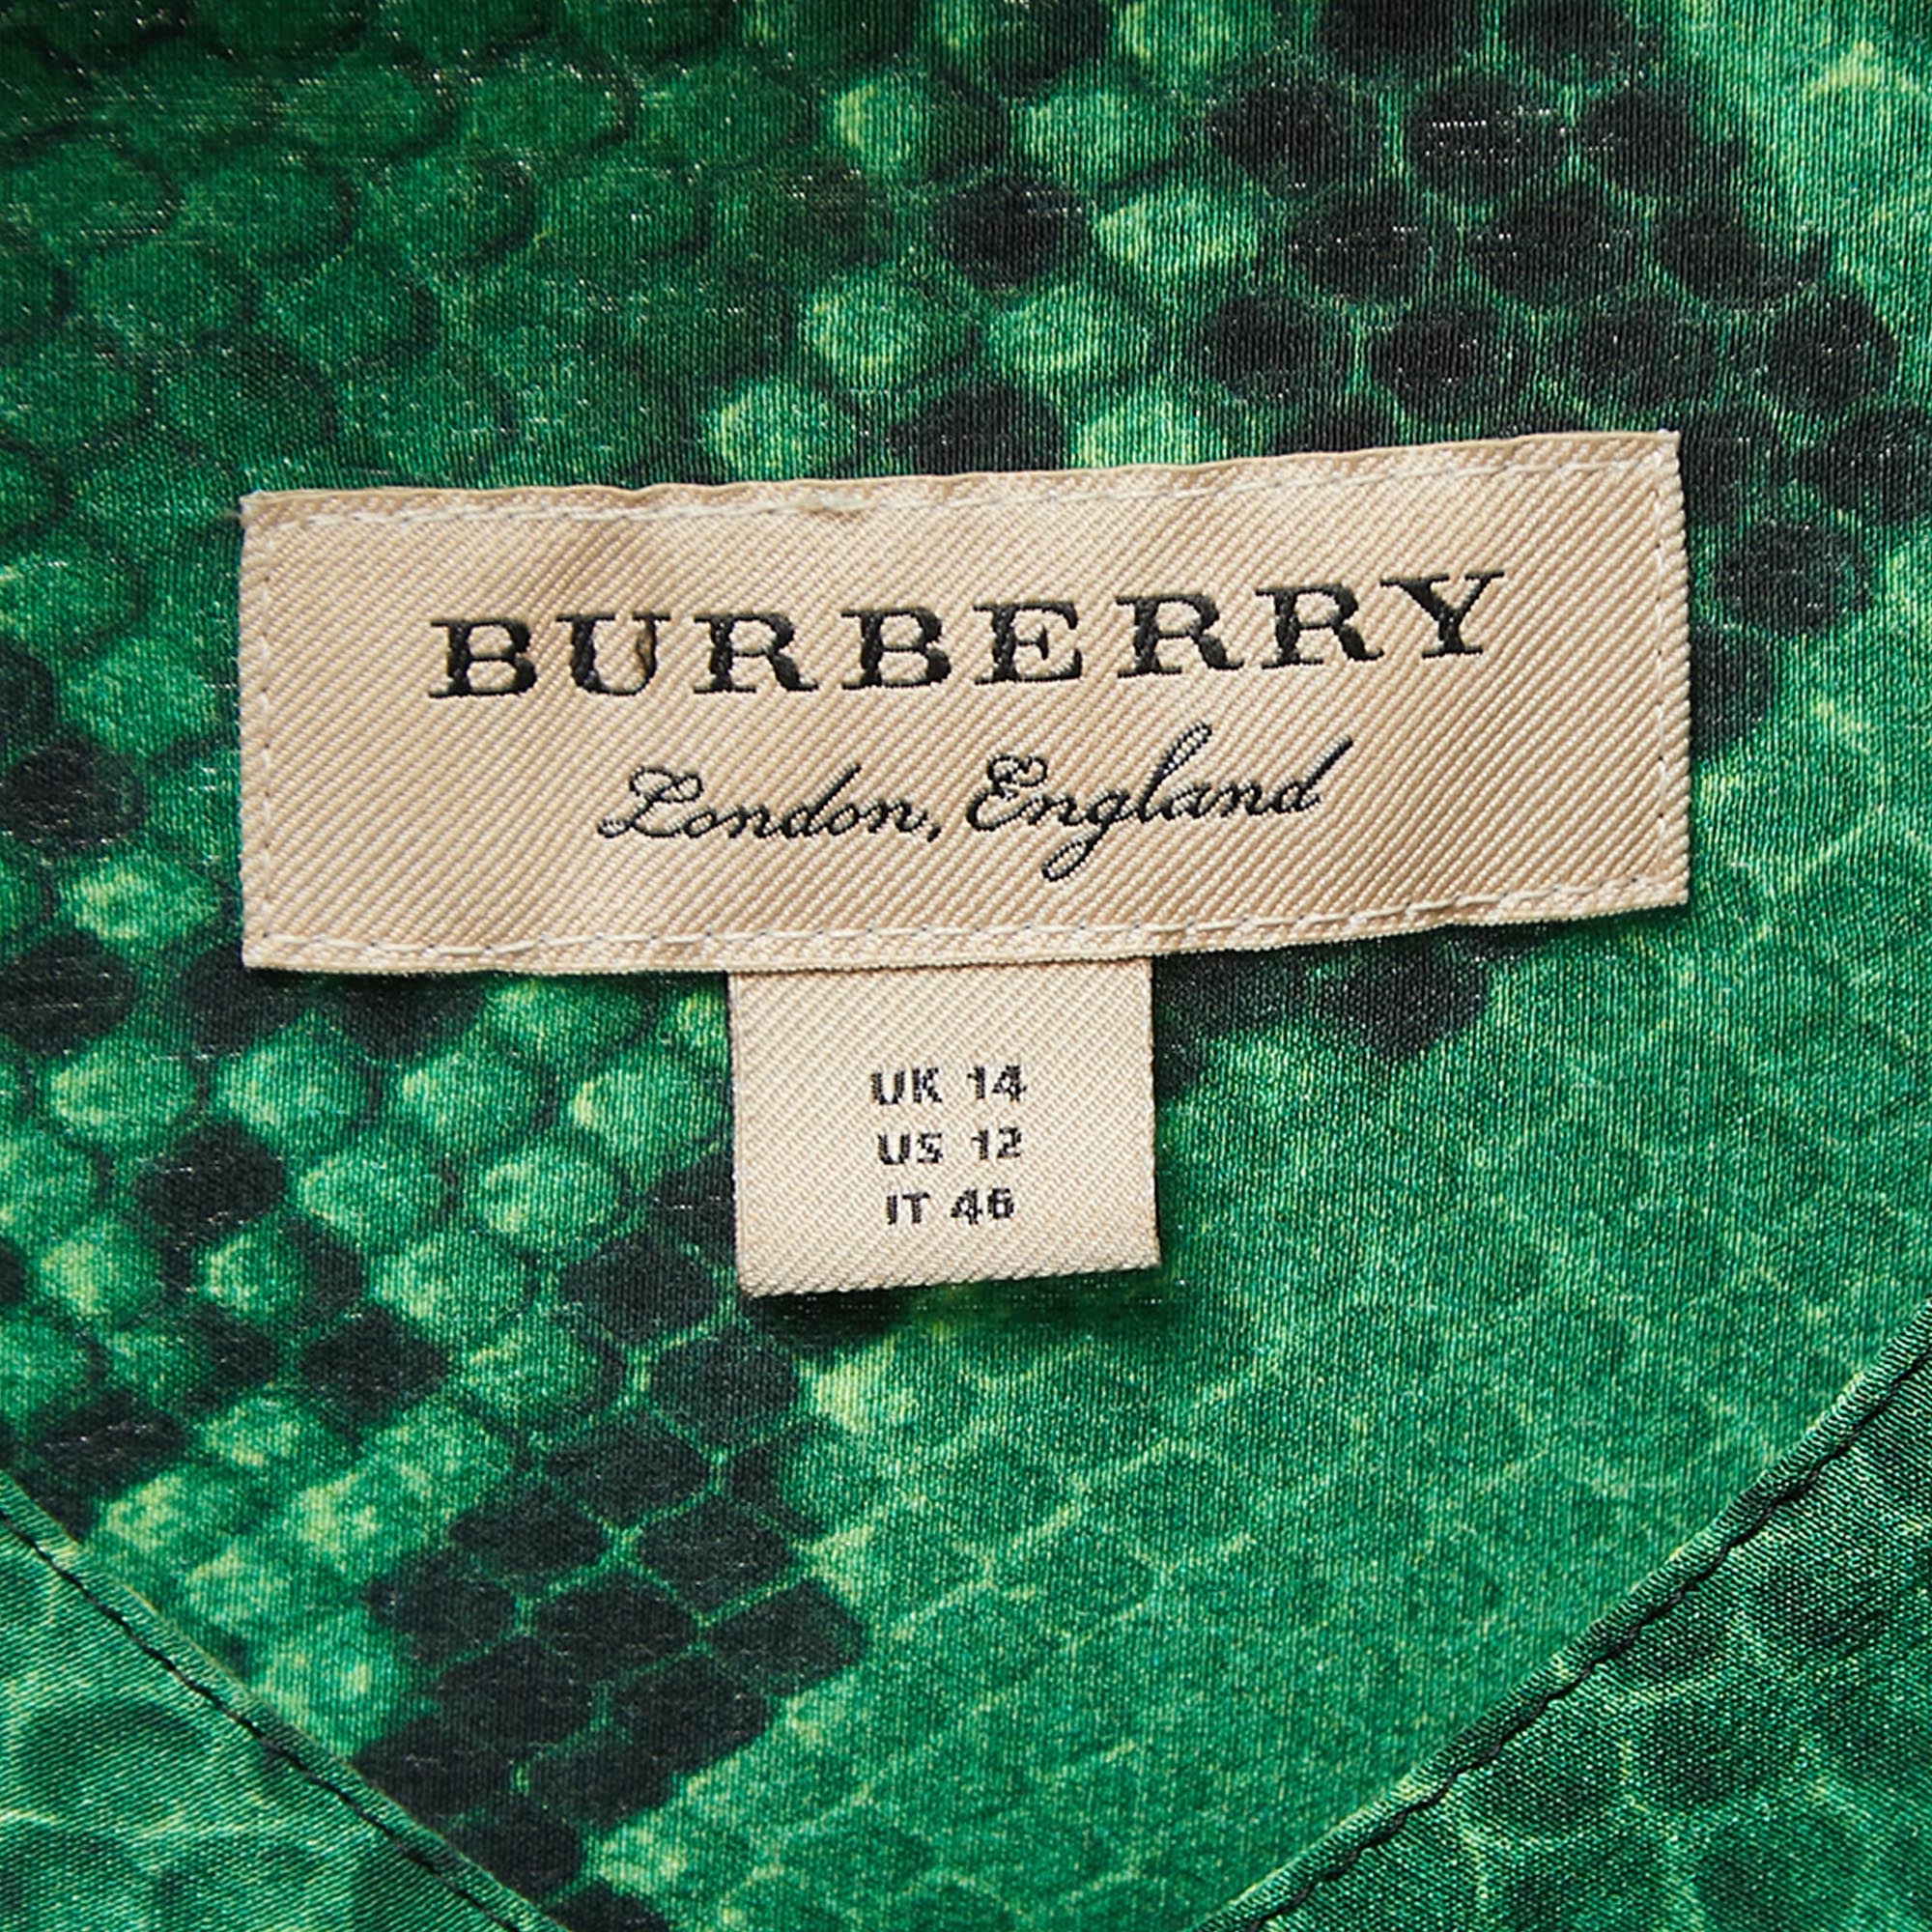 BURBERRY
London, England
UK 14
US 12
IT 46